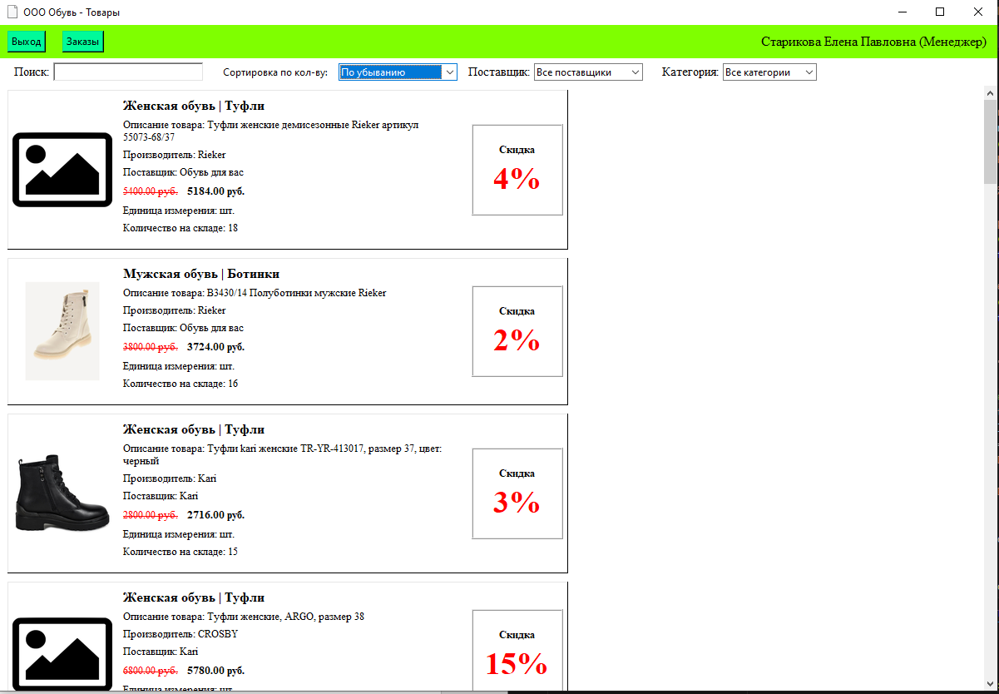 ООО Обувь - Товары
Выход Заказы Старикова Елена Павловна (Менеджер)
Поиск: Сортировка по кол-ву: По убыванию Поставщик: Все поставщики Категория: Все категории
Женская обувь | Туфли
Описание товара: Туфли женские демисезонные Rieker артикул
55073-68/37
Производитель: Rieker
Поставщик: Обувь для вас
5400.00 руб. 5184.00 руб.
Единица измерения: шт.
Количество на складе: 18
Скидка
4%
Мужская обувь | Ботинки
Описание товара: B3430/14 Полуботинки мужские Rieker
Производитель: Rieker
Поставщик: Обувь для вас
3800.00 руб. 3724.00 руб.
Единица измерения: шт.
Количество на складе: 16
Скидка
2%
Женская обувь | Туфли
Описание товара: Туфли kari женские TR-YR-413017, размер 37, цвет:
черный
Производитель: Kari
Поставщик: Kari
2800.00 руб. 2716.00 руб.
Единица измерения: шт.
Количество на складе: 15
Скидка
3%
Женская обувь | Туфли
Описание товара: Туфли женские, ARGO, размер 38
Производитель: CROSBY
Поставщик: Kari
6800.00 руб. 5780.00 руб.
Единица измерения: шт.
Скидка
15%